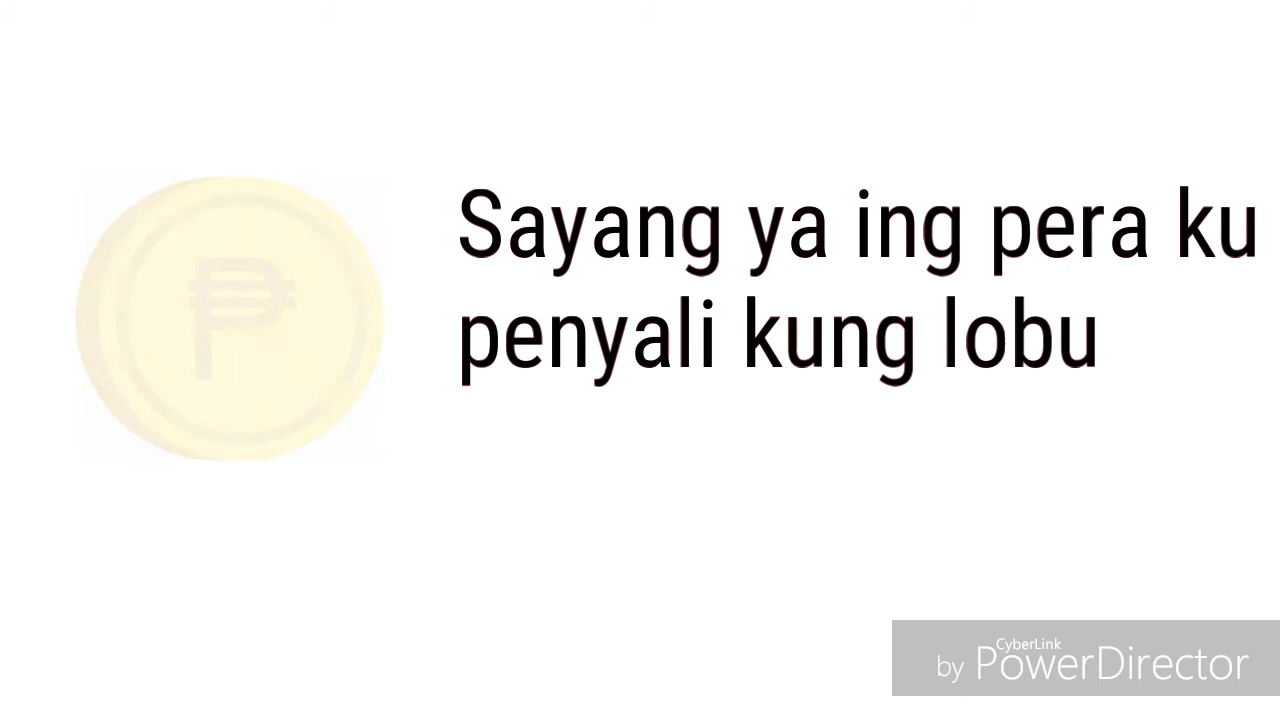 Sayang ya ing pera ku
penyali kung lobu
CyberLink
by PowerDirector